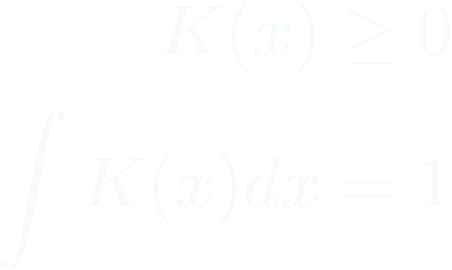 K(x) ≥ 0
∫ K(x)dx = 1